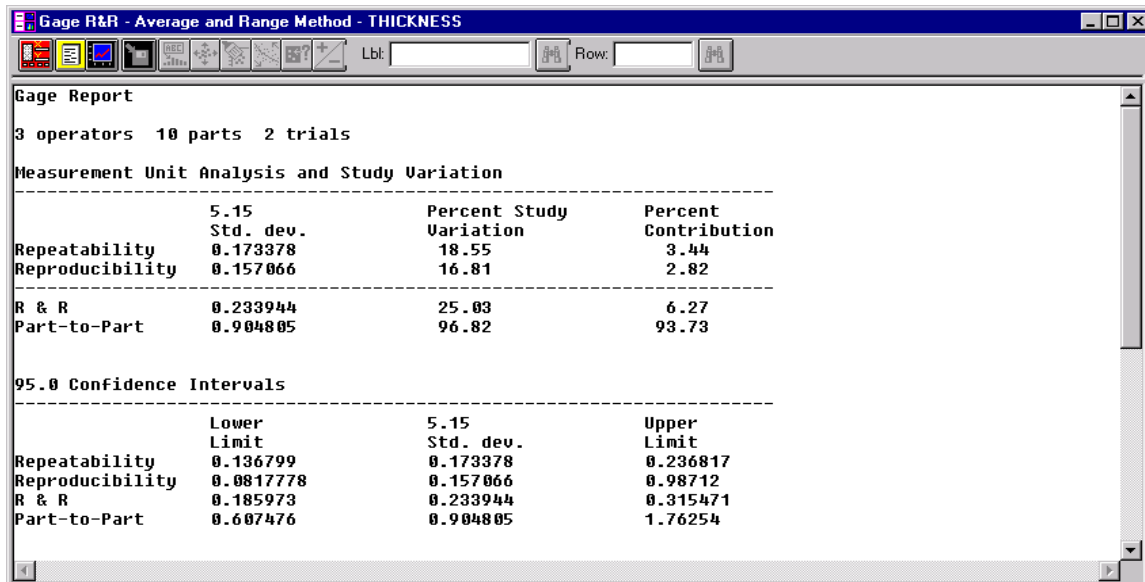 Gage R&R - Average and Range Method - THICKNESS
Lbl: Row:
Gage Report
3 operators 10 parts 2 trials
Measurement Unit Analysis and Study Variation
--------------------------------------------------------------------------------
5.15 Percent Study Percent
Std. dev. Variation Contribution
Repeatability 0.173378 18.55 3.44
Reproducibility 0.157066 16.81 2.82
--------------------------------------------------------------------------------
R & R 0.233944 25.03 6.27
Part-to-Part 0.904805 96.82 93.73
95.0 Confidence Intervals
--------------------------------------------------------------------------------
Lower 5.15 Upper
Limit Std. dev. Limit
Repeatability 0.136799 0.173378 0.236817
Reproducibility 0.0817778 0.157066 0.98712
R & R 0.185973 0.233944 0.315471
Part-to-Part 0.607476 0.904805 1.76254